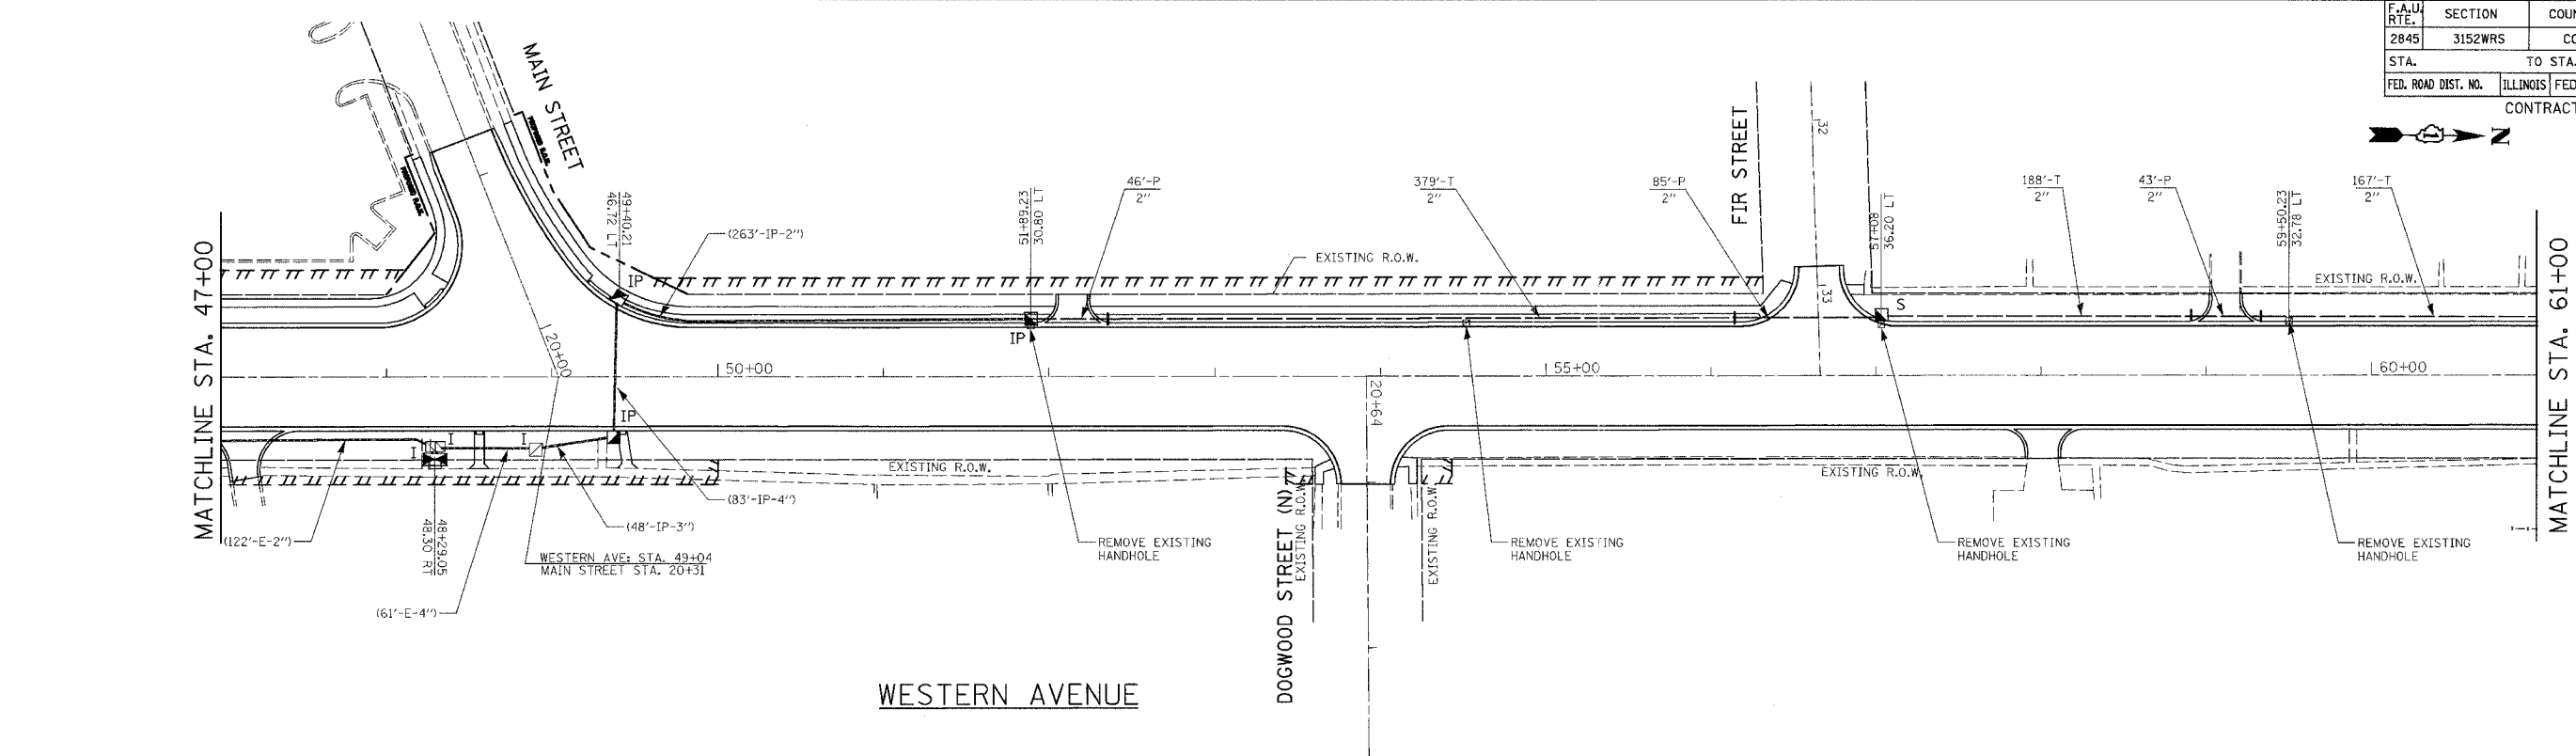 F.A.U. RTE. SECTION COUN
2845 3152WRS CO
STA. TO STA.
FED. ROAD DIST. NO. ILLINOIS FED
CONTRACT
N
MAIN STREET
PROPOSED R.O.W.
PROPOSED R.O.W.
MATCHLINE STA. 47+00
49+40.21
46.72 LT
IP
(263'-IP-2")
51+89.23
30.80 LT
IP
46'-P
2"
EXISTING R.O.W.
379'-T
2"
85'-P
2"
FIR STREET
32
33
57+08
36.20 LT
S
188'-T
2"
43'-P
2"
59+50.23
32.78 LT
167'-T
2"
EXISTING R.O.W.
MATCHLINE STA. 61+00
20+00
50+00
20+64
55+00
60+00
IP
I
I
I
EXISTING R.O.W.
EXISTING R.O.W.
(122'-E-2")
48+29.05
48.30 RT
(61'-E-4")
(83'-IP-4")
(48'-IP-3")
WESTERN AVE: STA. 49+04
MAIN STREET STA. 20+31
REMOVE EXISTING
HANDHOLE
DOGWOOD STREET (N)
EXISTING R.O.W.
EXISTING R.O.W.
REMOVE EXISTING
HANDHOLE
REMOVE EXISTING
HANDHOLE
REMOVE EXISTING
HANDHOLE
WESTERN AVENUE